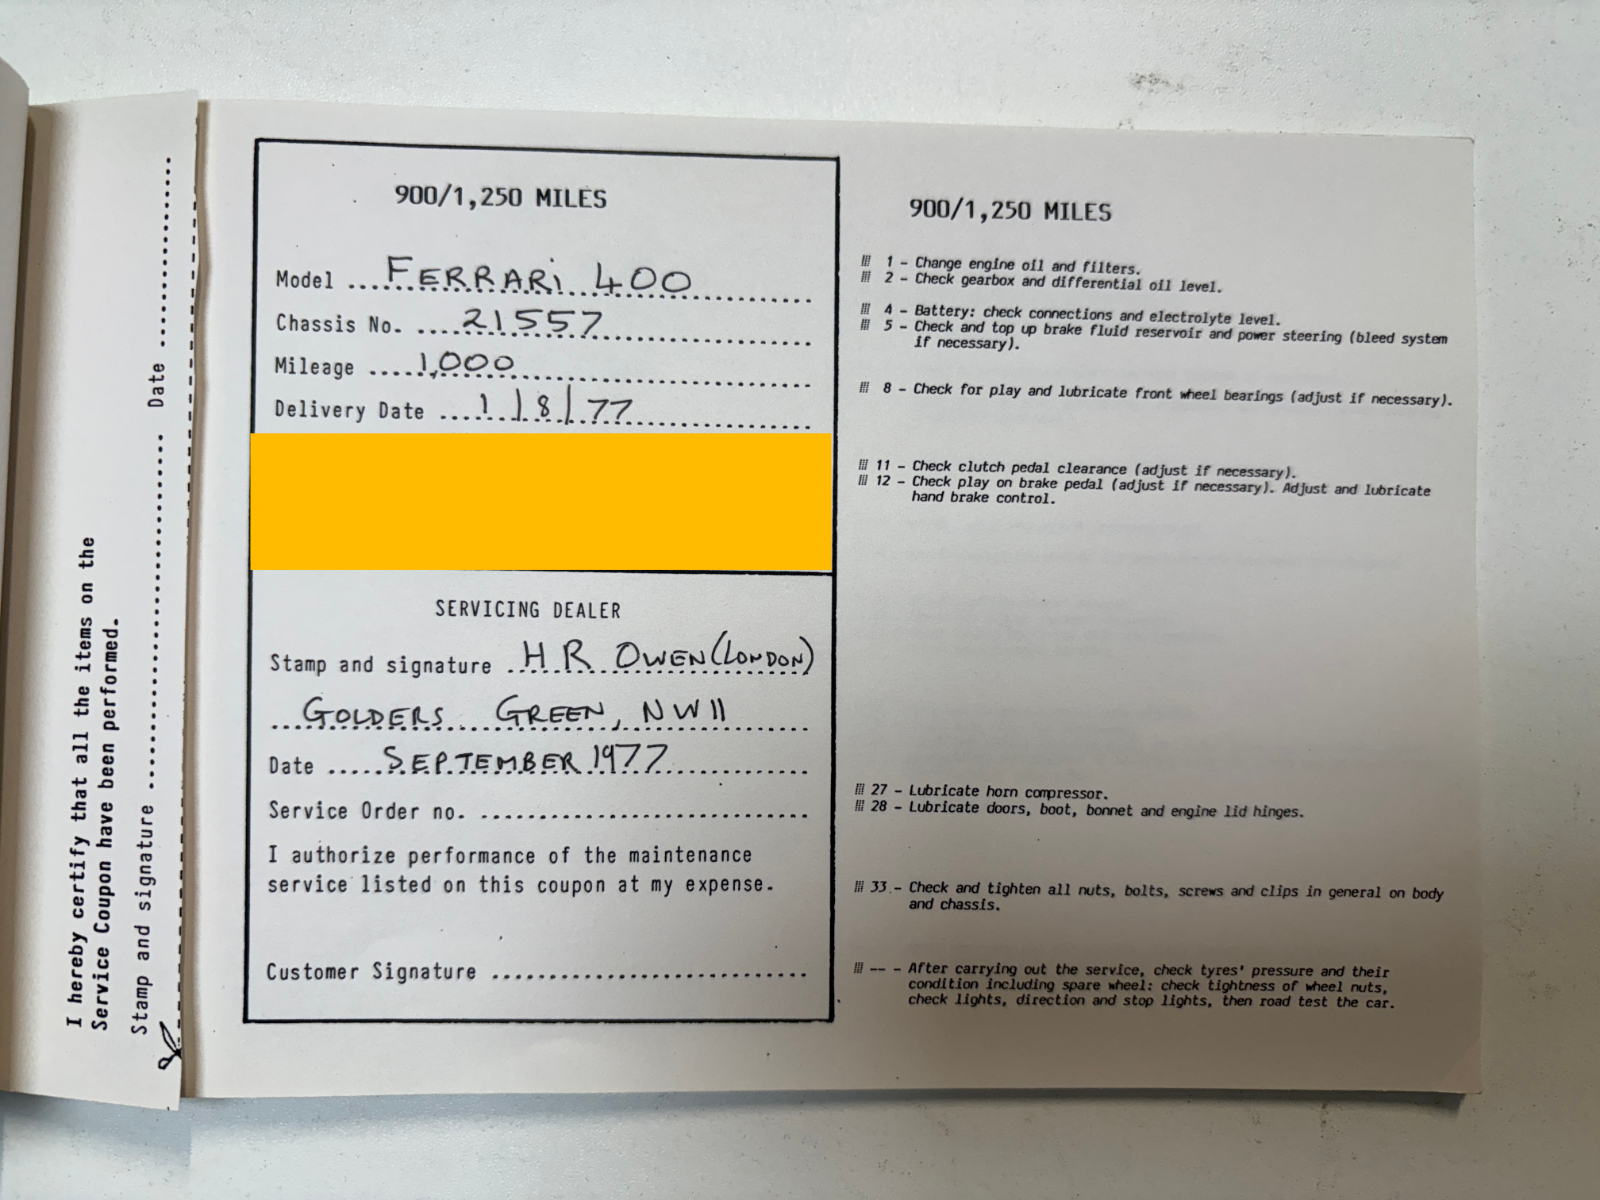 I hereby certify that all the items on the
Service Coupon have been performed.
Stamp and signature .......................... Date ..................
900/1,250 MILES
Model ....FERRARi 400..........
Chassis No. ....21557..........
Mileage ....1,000..........
Delivery Date ....1/8/77..........
SERVICING DEALER
Stamp and signature ..H R OWEN (LONDON)
...GOLDERS GREEN, NW11.......
Date .....SEPTEMBER 1977..........
Service Order no. ..............................
I authorize performance of the maintenance
service listed on this coupon at my expense.
Customer Signature ..............................
900/1,250 MILES
1 - Change engine oil and filters.
2 - Check gearbox and differential oil level.
4 - Battery: check connections and electrolyte level.
5 - Check and top up brake fluid reservoir and power steering (bleed system
if necessary).
8 - Check for play and lubricate front wheel bearings (adjust if necessary).
11 - Check clutch pedal clearance (adjust if necessary).
12 - Check play on brake pedal (adjust if necessary). Adjust and lubricate
hand brake control.
27 - Lubricate horn compressor.
28 - Lubricate doors, boot, bonnet and engine lid hinges.
33 - Check and tighten all nuts, bolts, screws and clips in general on body
and chassis.
-- - After carrying out the service, check tyres' pressure and their
condition including spare wheel: check tightness of wheel nuts,
check lights, direction and stop lights, then road test the car.